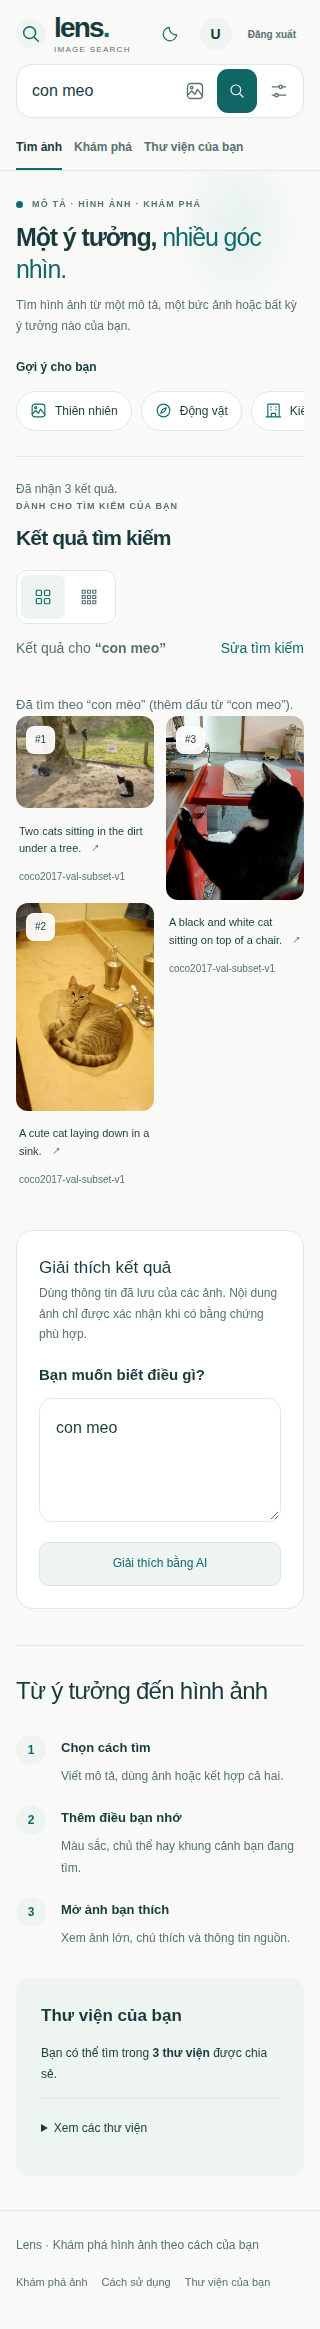 lens.
IMAGE SEARCH
U
Đăng xuất
con meo
Tìm ảnh Khám phá Thư viện của bạn
MÔ TẢ · HÌNH ẢNH · KHÁM PHÁ
Một ý tưởng, nhiều góc
nhìn.
Tìm hình ảnh từ một mô tả, một bức ảnh hoặc bất kỳ
ý tưởng nào của bạn.
Gợi ý cho bạn
Thiên nhiên
Động vật
Đã nhận 3 kết quả.
DÀNH CHO TÌM KIẾM CỦA BẠN
Kết quả tìm kiếm
Kết quả cho “con meo” Sửa tìm kiếm
Đã tìm theo “con mèo” (thêm dấu từ “con meo”).
#1
Two cats sitting in the dirt
under a tree. ↗
coco2017-val-subset-v1
#2
A cute cat laying down in a
sink. ↗
coco2017-val-subset-v1
#3
A black and white cat
sitting on top of a chair. ↗
coco2017-val-subset-v1
Giải thích kết quả
Dùng thông tin đã lưu của các ảnh. Nội dung
ảnh chỉ được xác nhận khi có bằng chứng
phù hợp.
Bạn muốn biết điều gì?
con meo
Giải thích bằng AI
Từ ý tưởng đến hình ảnh
1 Chọn cách tìm
Viết mô tả, dùng ảnh hoặc kết hợp cả hai.
2 Thêm điều bạn nhớ
Màu sắc, chủ thể hay khung cảnh bạn đang
tìm.
3 Mở ảnh bạn thích
Xem ảnh lớn, chú thích và thông tin nguồn.
Thư viện của bạn
Bạn có thể tìm trong 3 thư viện được chia
sẻ.
▶ Xem các thư viện
Lens · Khám phá hình ảnh theo cách của bạn
Khám phá ảnh Cách sử dụng Thư viện của bạn